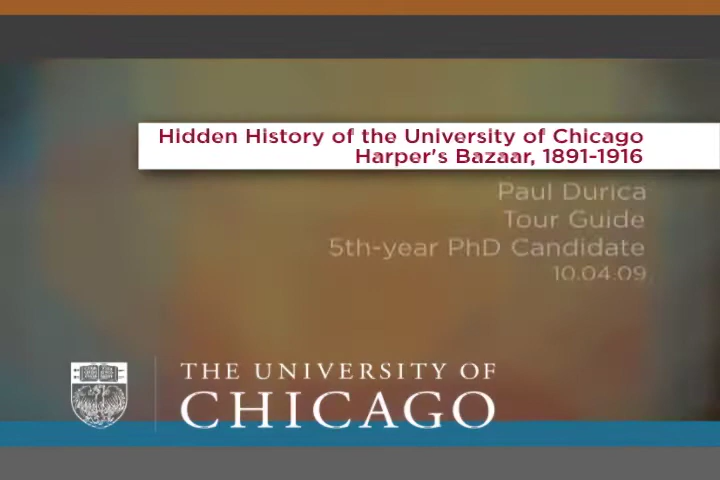 Hidden History of the University of Chicago
Harper's Bazaar, 1891-1916
Paul Durica
Tour Guide
5th-year PhD Candidate
10.04.09
THE UNIVERSITY OF
CHICAGO